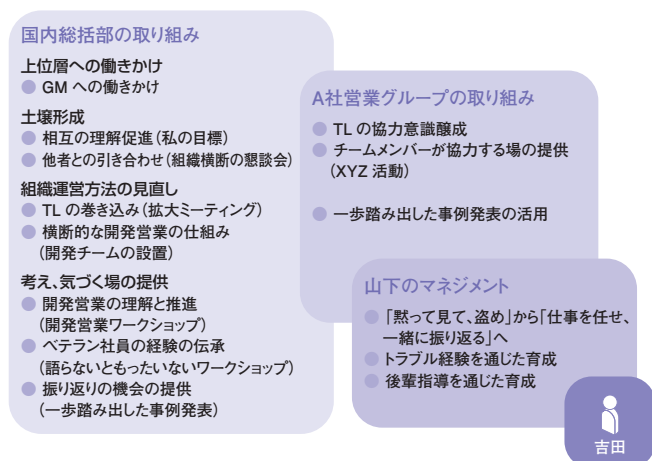 国内総括部の取り組み
上位層への働きかけ
● GM への働きかけ
土壌形成
● 相互の理解促進（私の目標）
● 他者との引き合わせ（組織横断の懇談会）
組織運営方法の見直し
● TL の巻き込み（拡大ミーティング）
● 横断的な開発営業の仕組み
（開発チームの設置）
考え、気づく場の提供
● 開発営業の理解と推進
（開発営業ワークショップ）
● ベテラン社員の経験の伝承
（語らないともったいないワークショップ）
● 振り返りの機会の提供
（一歩踏み出した事例発表）
A社営業グループの取り組み
● TL の協力意識醸成
● チームメンバーが協力する場の提供
（XYZ 活動）
● 一歩踏み出した事例発表の活用
山下のマネジメント
● 「黙って見て、盗め」から「仕事を任せ、
一緒に振り返る」へ
● トラブル経験を通じた育成
● 後輩指導を通じた育成
吉田